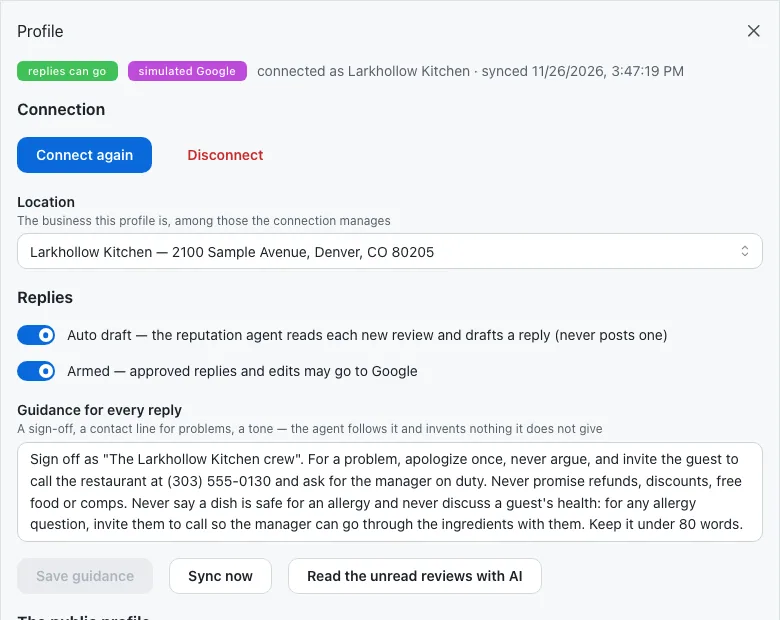 Profile
replies can go
simulated Google
connected as Larkhollow Kitchen · synced 11/26/2026, 3:47:19 PM
Connection
Connect again
Disconnect
Location
The business this profile is, among those the connection manages
Larkhollow Kitchen — 2100 Sample Avenue, Denver, CO 80205
Replies
Auto draft — the reputation agent reads each new review and drafts a reply (never posts one)
Armed — approved replies and edits may go to Google
Guidance for every reply
A sign-off, a contact line for problems, a tone — the agent follows it and invents nothing it does not give
Sign off as "The Larkhollow Kitchen crew". For a problem, apologize once, never argue, and invite the guest to
call the restaurant at (303) 555-0130 and ask for the manager on duty. Never promise refunds, discounts, free
food or comps. Never say a dish is safe for an allergy and never discuss a guest's health: for any allergy
question, invite them to call so the manager can go through the ingredients with them. Keep it under 80 words.
Save guidance
Sync now
Read the unread reviews with AI
The public profile